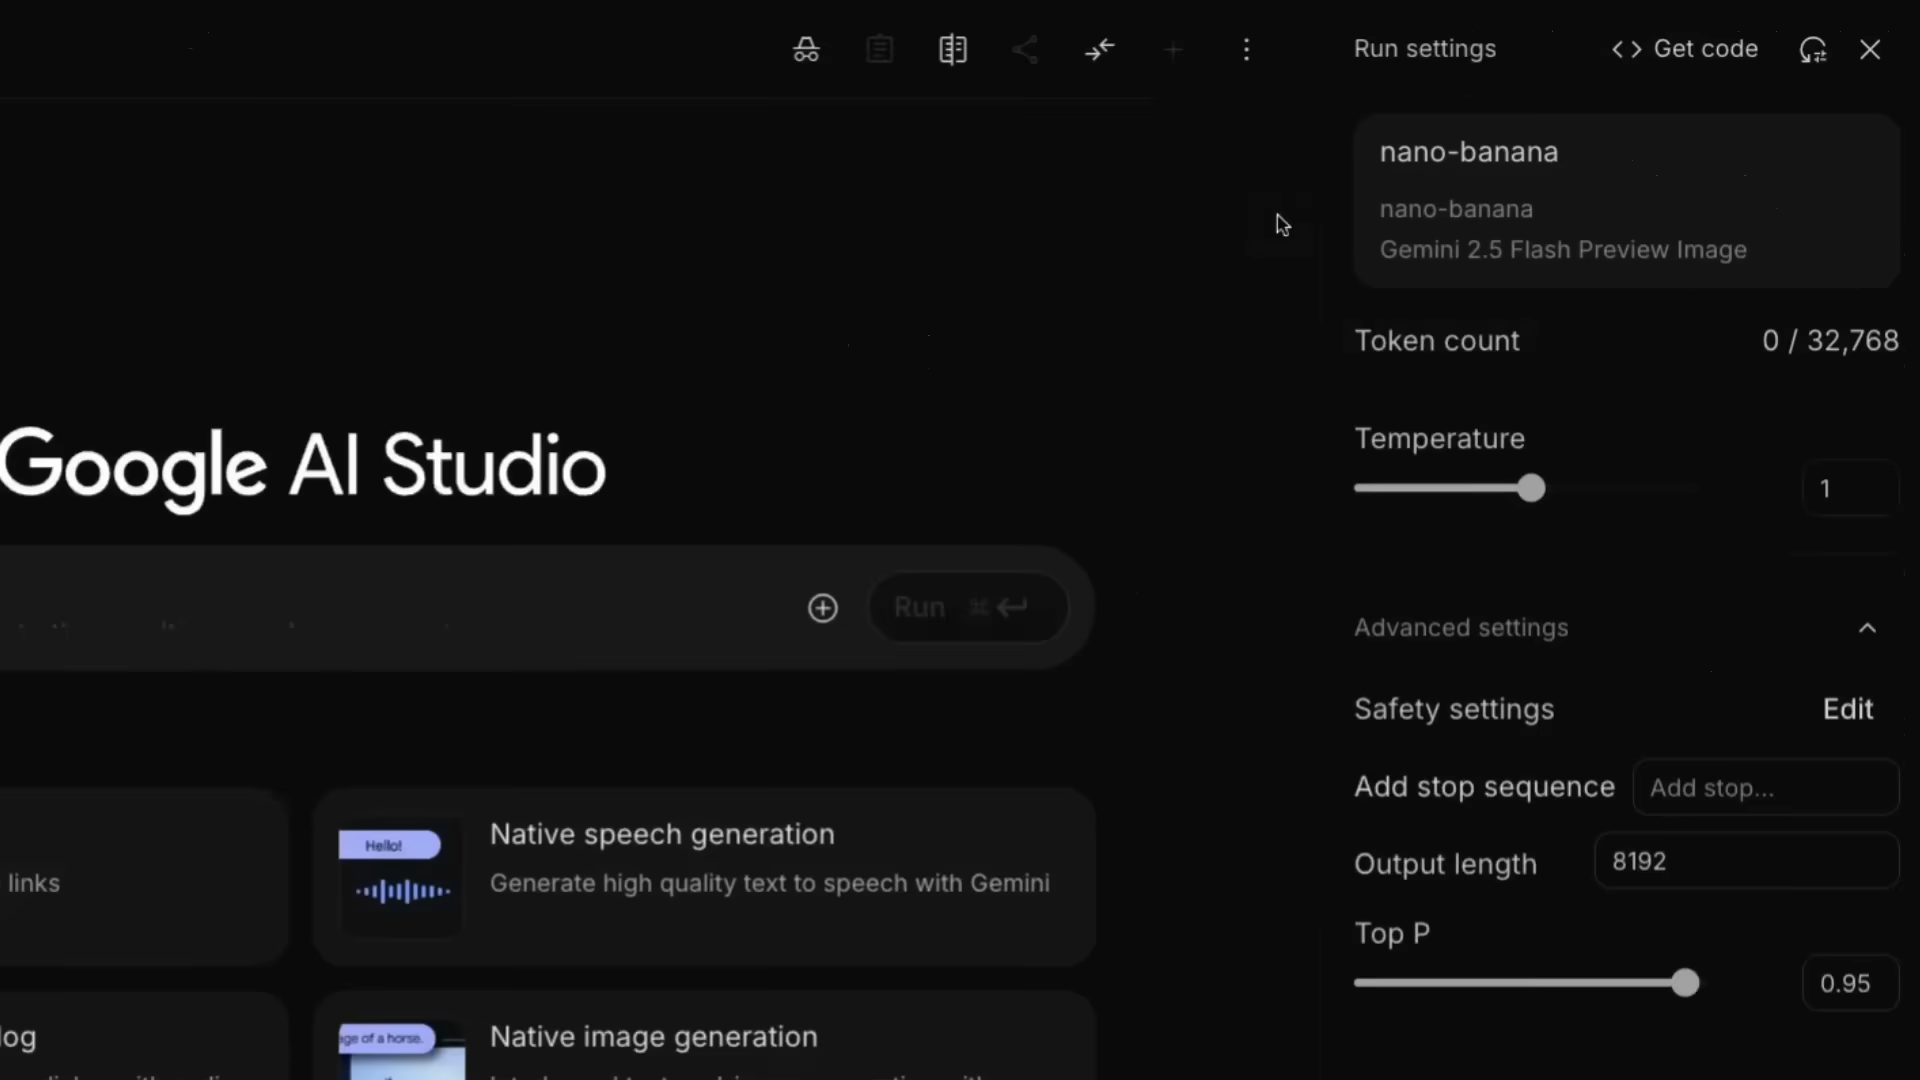 Run settings
Get code
nano-banana
nano-banana
Gemini 2.5 Flash Preview Image
Token count
0 / 32,768
Temperature
1
Google AI Studio
Run ⌘
Advanced settings
Safety settings
Edit
Add stop sequence
Add stop...
Output length
8192
Top P
0.95
links
Hello!
Native speech generation
Generate high quality text to speech with Gemini
age of a horse.
Native image generation